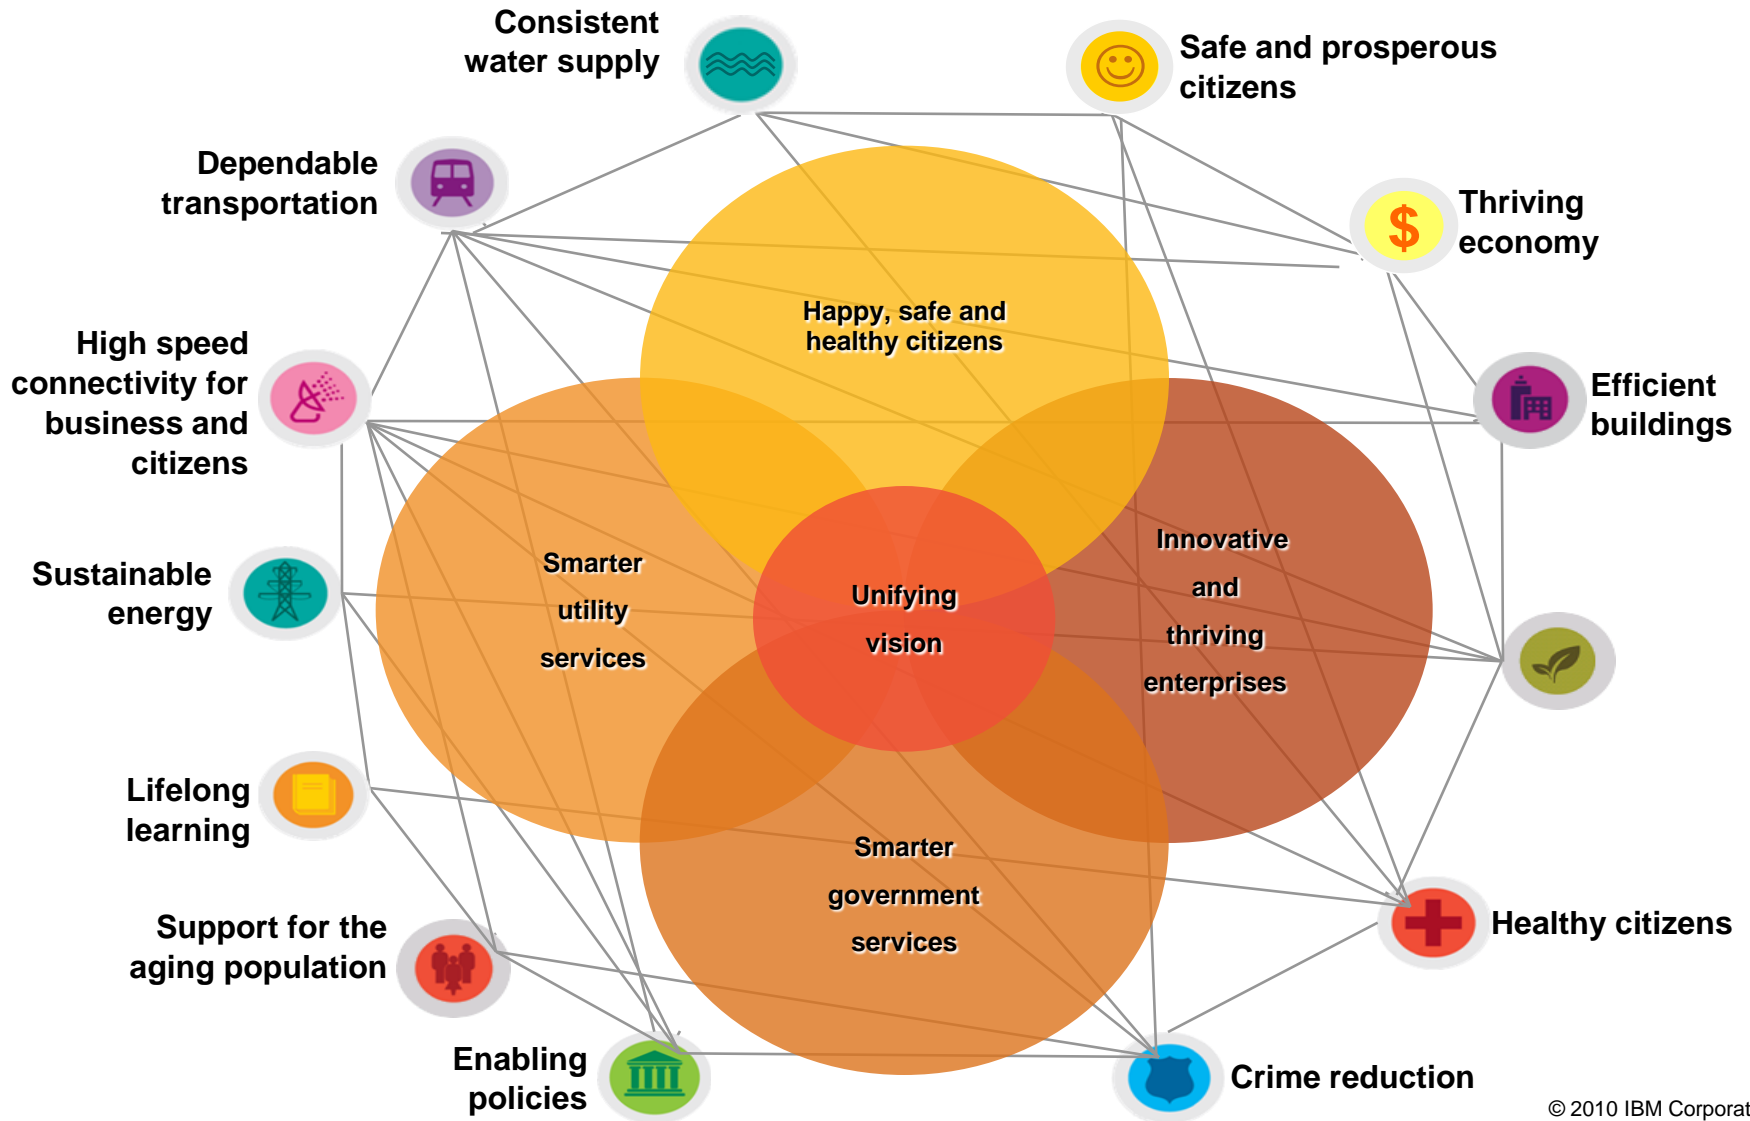 Consistent
water supply
Safe and prosperous
citizens
Dependable
transportation
$
Thriving
economy
Happy, safe and
healthy citizens
High speed
connectivity for
business and
citizens
Efficient
buildings
Smarter
utility
services
Unifying
vision
Innovative
and
thriving
enterprises
Sustainable
energy
Lifelong
learning
Smarter
government
services
Support for the
aging population
Healthy citizens
Enabling
policies
Crime reduction
© 2010 IBM Corporat